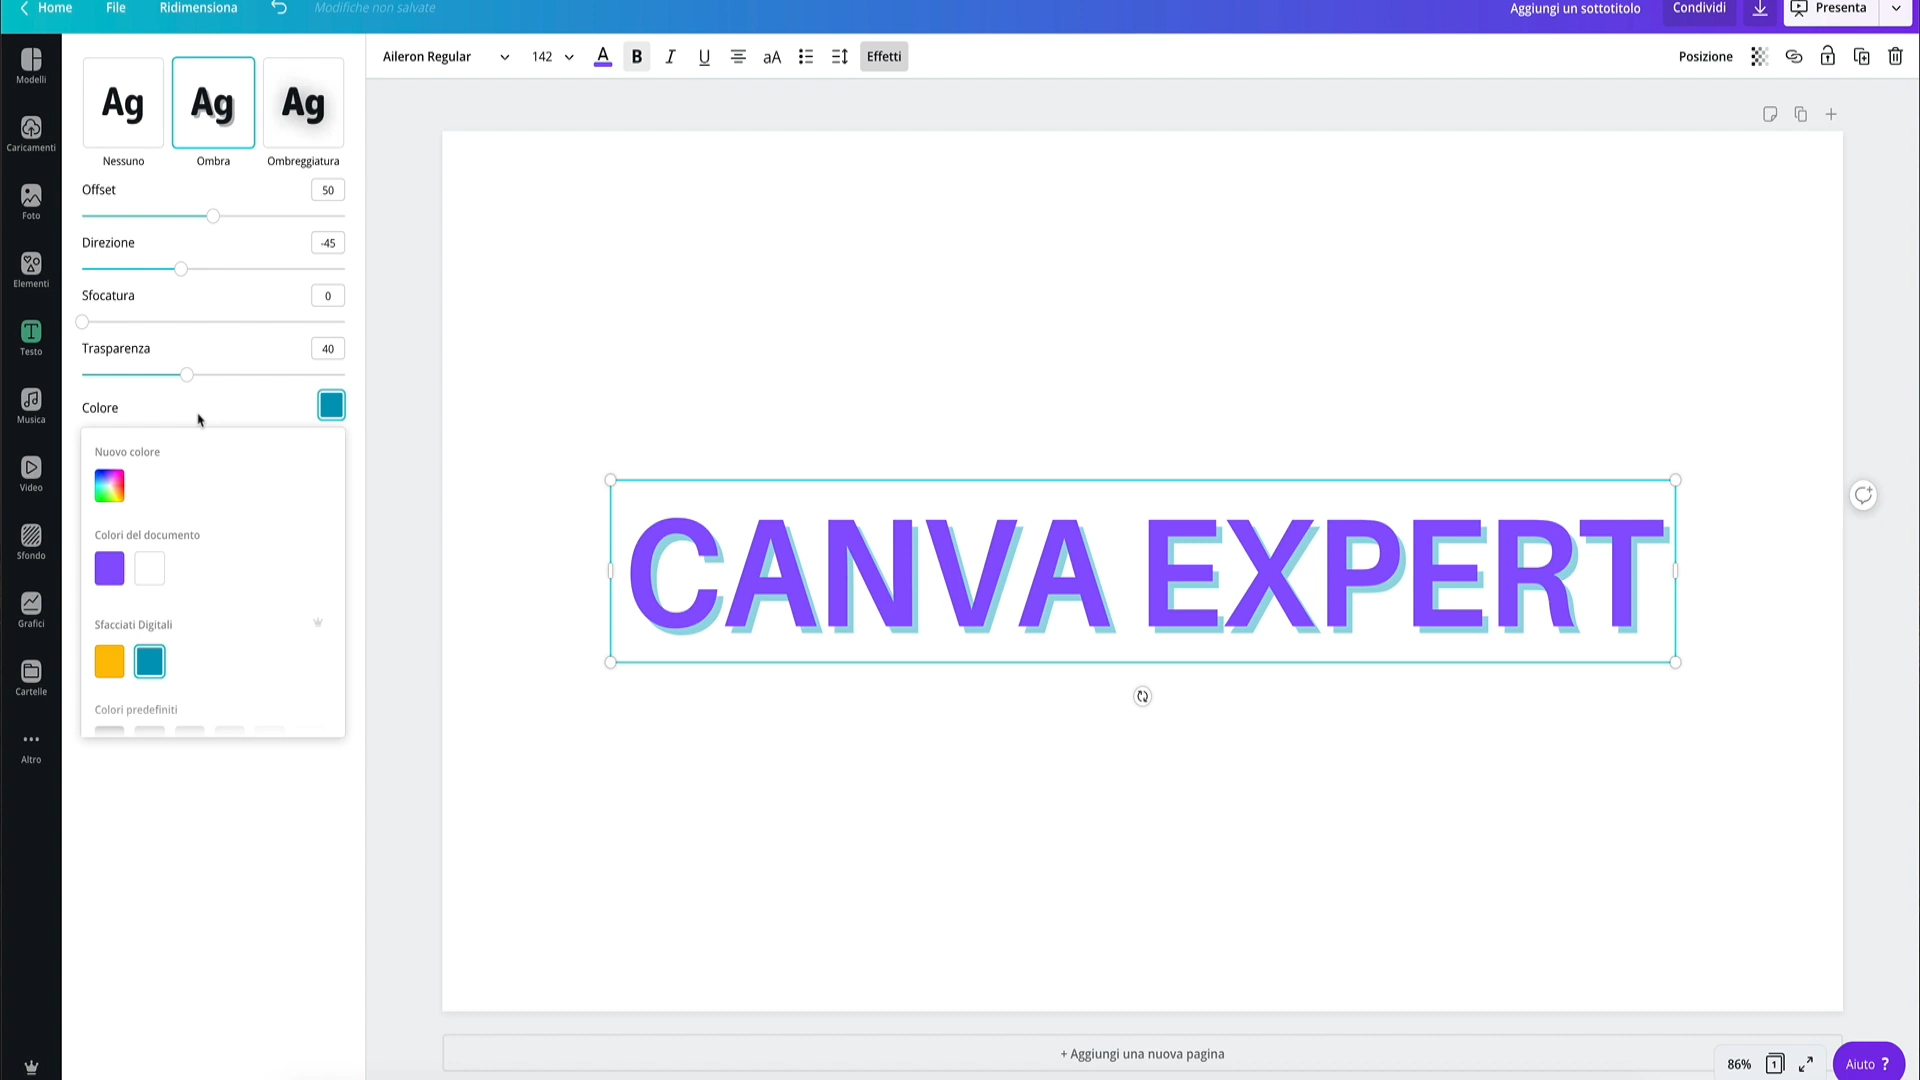 Home File Ridimensiona Modifiche non salvate Aggiungi un sottotitolo Condividi Presenta
Aileron Regular 142 A B I U aA Effetti Posizione
Modelli
Caricamenti
Foto
Elementi
T
Testo
Musica
Video
Sfondo
Grafici
Cartelle
Altro
Ag Ag Ag
Nessuno Ombra Ombreggiatura
Offset 50
Direzione -45
Sfocatura 0
Trasparenza 40
Colore
Nuovo colore
Colori del documento
Sfacciati Digitali
Colori predefiniti
CANVA EXPERT
+ Aggiungi una nuova pagina
86% 1 Aiuto ?